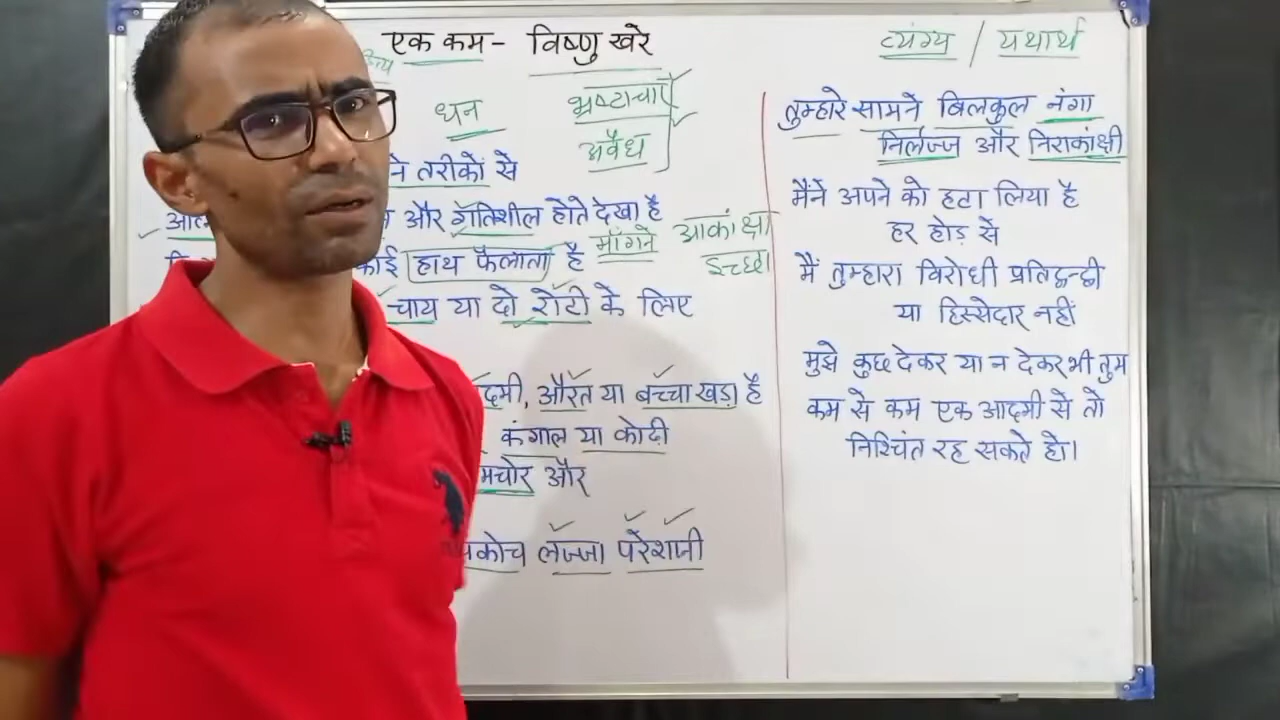 एक कम - विष्णु खरे
व्यंग्य / यथार्थ
धन
भ्रष्टाचार
अवैध
ने तरीकों से
और गतिशील होते देखा है
माँगने
आकांक्षा
इच्छा
हाथ फैलाता है
चाय या दो रोटी के लिए
औरत या बच्चा खड़ा है
कंगाल या कोढ़ी
मचोर और
लज्जा परेशानी
तुम्हारे सामने बिलकुल नंगा
निर्लज्ज और निराकांक्षी
मैंने अपने को हटा लिया है
हर होड़ से
मैं तुम्हारा विरोधी प्रतिद्वन्द्वी
या हिस्सेदार नहीं
मुझे कुछ देकर या न देकर भी तुम
कम से कम एक आदमी से तो
निश्चिंत रह सकते हो।